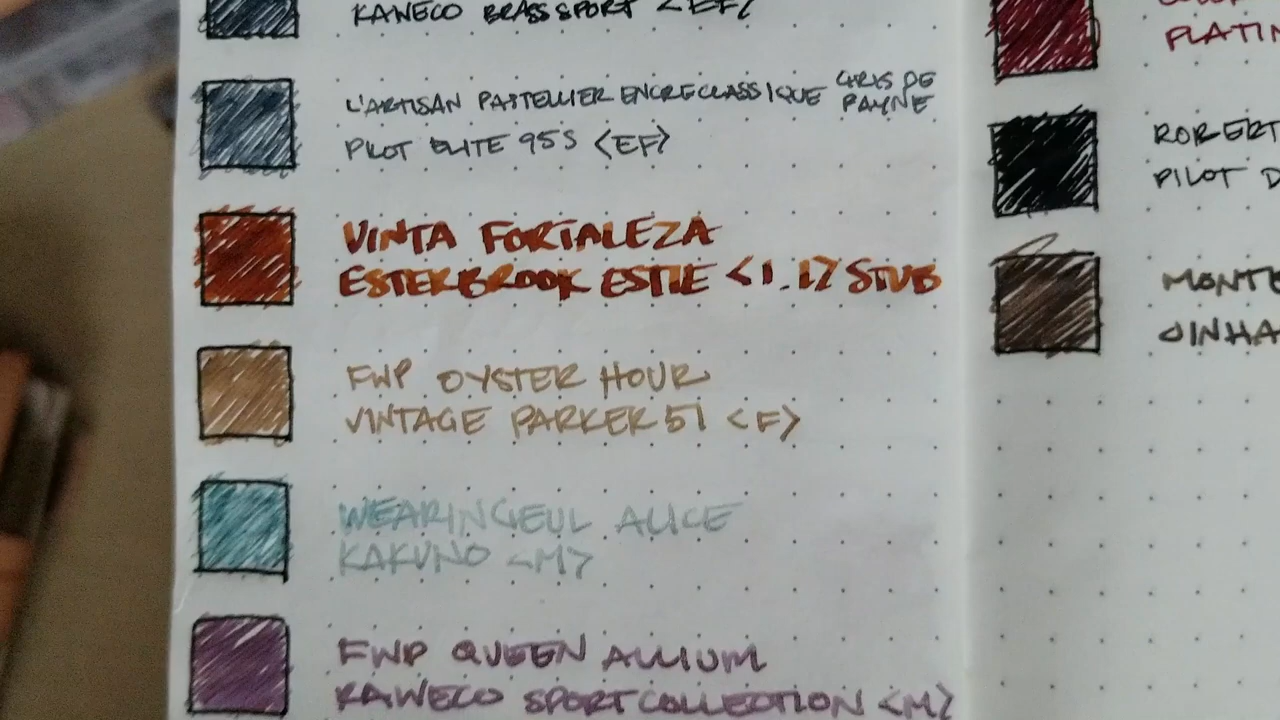 KAWECO BRASS SPORT <EF>
L'ARTISAN PASTELLIER ENCRE CLASSIQUE GRIS DE PAYNE
PILOT ELITE 95S <EF>
VINTA FORTALEZA
ESTERBROOK ESTIE <1.1> STUB
FWP OYSTER HOUR
VINTAGE PARKER 51 <F>
WEARINGEUL ALICE
KAKUNO <M>
FWP QUEEN ALLIUM
KAWECO SPORT COLLECTION <M>
PLATIN
ROBERT
PILOT D
MONTE
JINHA